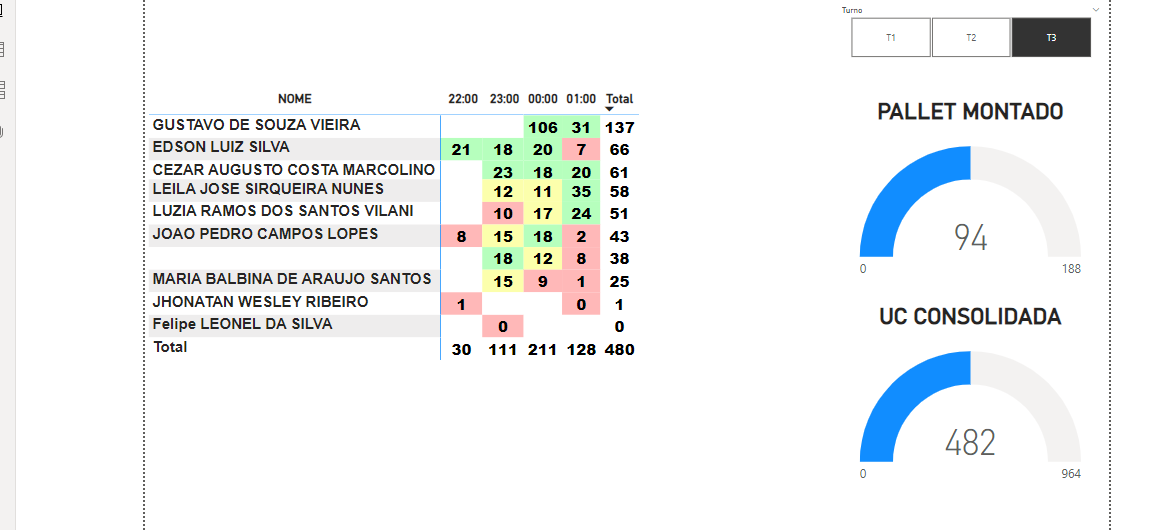 Turno
T1 T2 T3
NOME 22:00 23:00 00:00 01:00 Total
GUSTAVO DE SOUZA VIEIRA 106 31 137
EDSON LUIZ SILVA 21 18 20 7 66
CEZAR AUGUSTO COSTA MARCOLINO 23 18 20 61
LEILA JOSE SIRQUEIRA NUNES 12 11 35 58
LUZIA RAMOS DOS SANTOS VILANI 10 17 24 51
JOAO PEDRO CAMPOS LOPES 8 15 18 2 43
18 12 8 38
MARIA BALBINA DE ARAUJO SANTOS 15 9 1 25
JHONATAN WESLEY RIBEIRO 1 0 1
Felipe LEONEL DA SILVA 0 0
Total 30 111 211 128 480
PALLET MONTADO
94
0 188
UC CONSOLIDADA
482
0 964